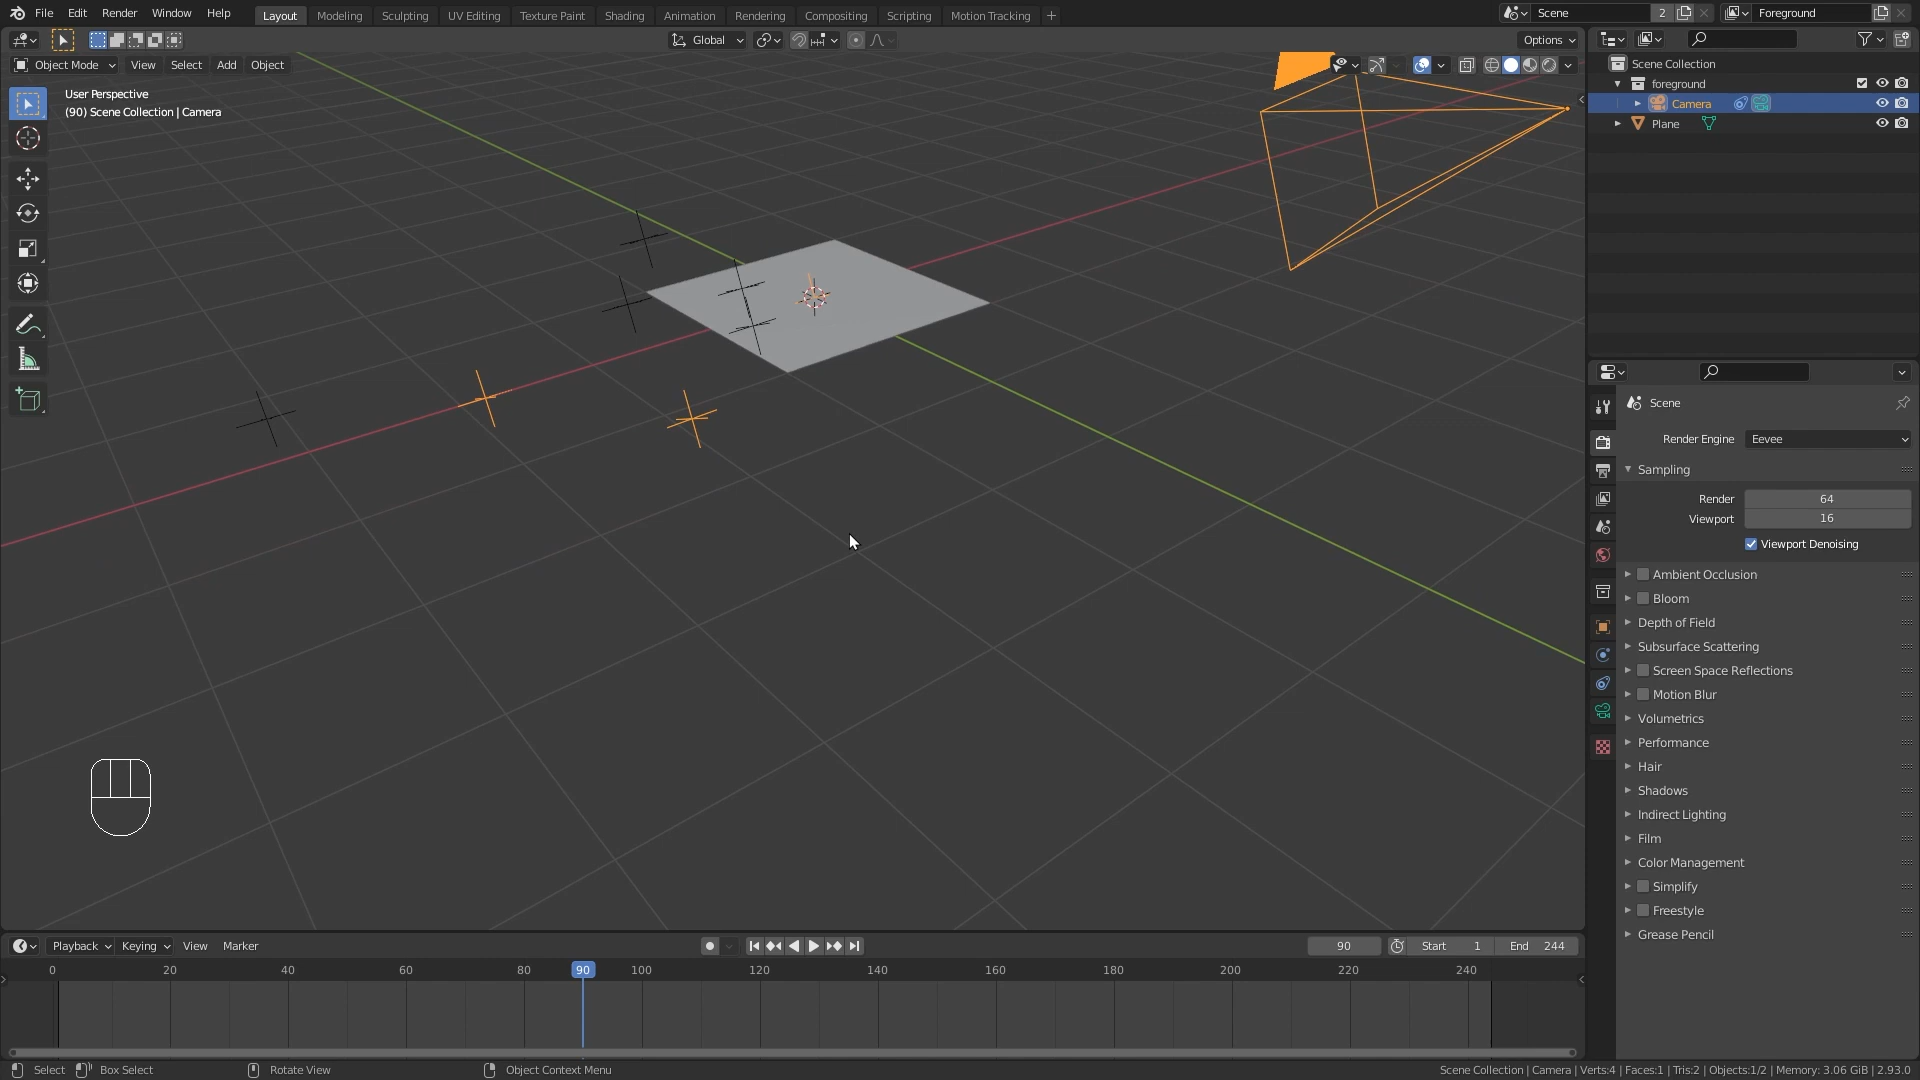 File Edit Render Window Help Layout Modeling Sculpting UV Editing Texture Paint Shading Animation Rendering Compositing Scripting Motion Tracking + Scene 2 Foreground
Global Options
Object Mode View Select Add Object
User Perspective
(90) Scene Collection | Camera
Scene Collection
foreground
Camera
Plane
Scene
Render Engine Eevee
Sampling
Render 64
Viewport 16
Viewport Denoising
Ambient Occlusion
Bloom
Depth of Field
Subsurface Scattering
Screen Space Reflections
Motion Blur
Volumetrics
Performance
Hair
Shadows
Indirect Lighting
Film
Color Management
Simplify
Freestyle
Grease Pencil
Playback Keying View Marker 90 Start 1 End 244
0 20 40 60 80 90 100 120 140 160 180 200 220 240
Select Box Select Rotate View Object Context Menu Scene Collection | Camera | Verts:4 | Faces:1 | Tris:2 | Objects:1/2 | Memory: 3.06 GiB | 2.93.0